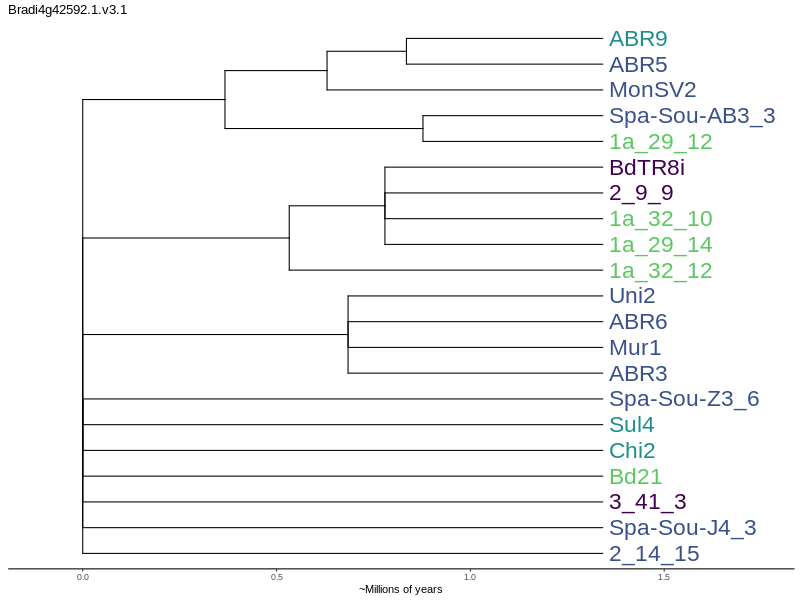 Bradi4g42592.1.v3.1
ABR9
ABR5
MonSV2
Spa-Sou-AB3_3
1a_29_12
BdTR8i
2_9_9
1a_32_10
1a_29_14
1a_32_12
Uni2
ABR6
Mur1
ABR3
Spa-Sou-Z3_6
Sul4
Chi2
Bd21
3_41_3
Spa-Sou-J4_3
2_14_15
0.0 0.5 1.0 1.5
~Millions of years